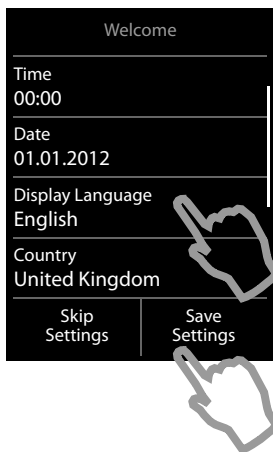 Welcome
Time
00:00
Date
01.01.2012
Display Language
English
Country
United Kingdom
Skip
Settings
Save
Settings